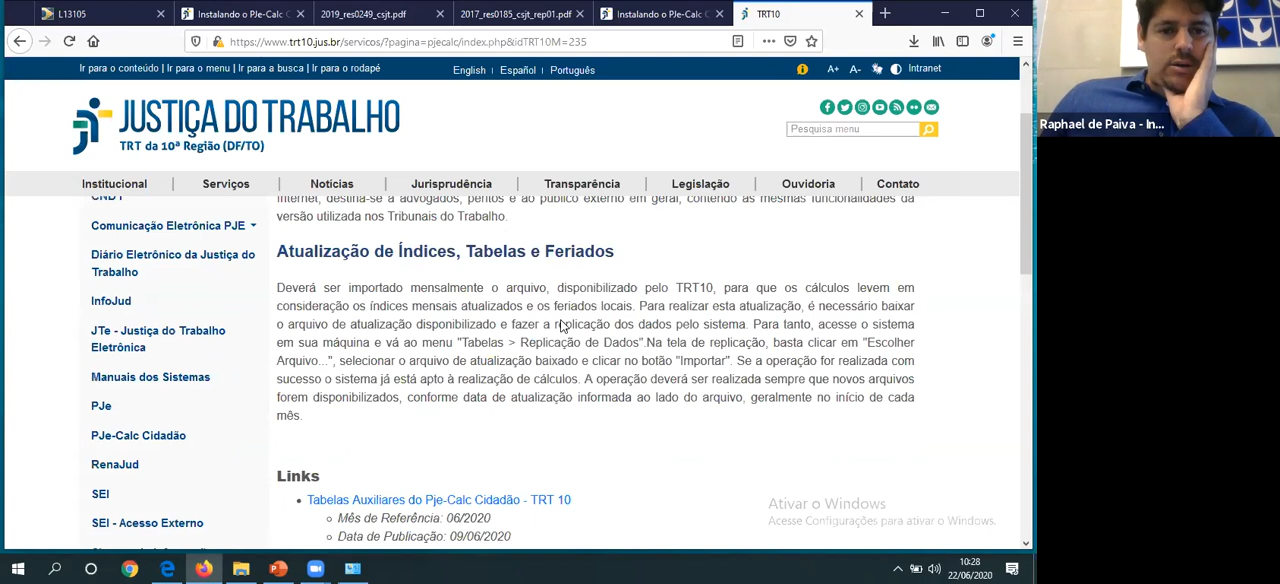 L13105
Instalando o PJe-Calc C
2019_res0249_csjt.pdf
2017_res0185_csjt_rep01.pdf
Instalando o PJe-Calc C
TRT10
https://www.trt10.jus.br/servicos/?pagina=pjecalc/index.php&idTRT10M=235
Ir para o conteúdo | Ir para o menu | Ir para a busca | Ir para o rodapé
English | Español | Português
A+ A- Intranet
JUSTIÇA DO TRABALHO
TRT da 10ª Região (DF/TO)
Pesquisa menu
Institucional | Serviços | Notícias | Jurisprudência | Transparência | Legislação | Ouvidoria | Contato
CNDT
Comunicação Eletrônica PJE
Diário Eletrônico da Justiça do
Trabalho
InfoJud
JTe - Justiça do Trabalho
Eletrônica
Manuais dos Sistemas
PJe
PJe-Calc Cidadão
RenaJud
SEI
SEI - Acesso Externo
Internet, destina-se a advogados, peritos e ao público externo em geral, contendo as mesmas funcionalidades da
versão utilizada nos Tribunais do Trabalho.
Atualização de Índices, Tabelas e Feriados
Deverá ser importado mensalmente o arquivo, disponibilizado pelo TRT10, para que os cálculos levem em
consideração os índices mensais atualizados e os feriados locais. Para realizar esta atualização, é necessário baixar
o arquivo de atualização disponibilizado e fazer a replicação dos dados pelo sistema. Para tanto, acesse o sistema
em sua máquina e vá ao menu "Tabelas > Replicação de Dados".Na tela de replicação, basta clicar em "Escolher
Arquivo...", selecionar o arquivo de atualização baixado e clicar no botão "Importar". Se a operação for realizada com
sucesso o sistema já está apto à realização de cálculos. A operação deverá ser realizada sempre que novos arquivos
forem disponibilizados, conforme data de atualização informada ao lado do arquivo, geralmente no início de cada
mês.
Links
Tabelas Auxiliares do Pje-Calc Cidadão - TRT 10
Mês de Referência: 06/2020
Data de Publicação: 09/06/2020
Ativar o Windows
Acesse Configurações para ativar o Windows.
10:28
22/06/2020
Raphael de Paiva - In...